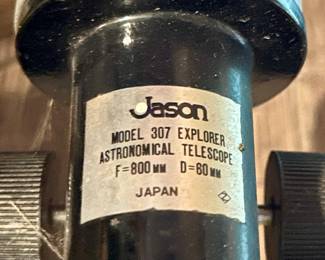 Jason
MODEL 307 EXPLORER
ASTRONOMICAL TELESCOPE
F=800MM D=60MM
JAPAN